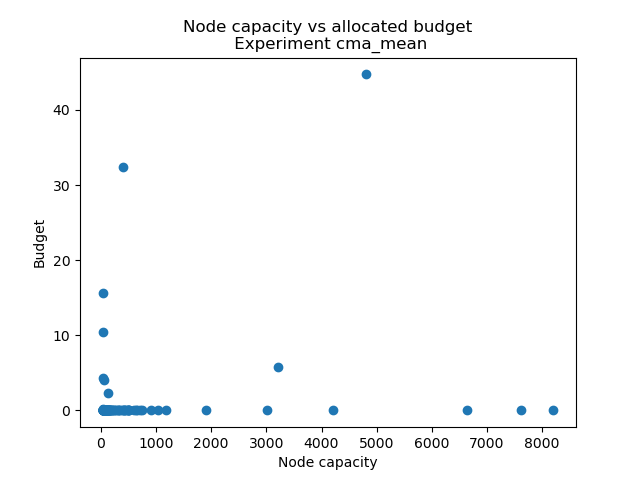 Node capacity vs allocated budget
Experiment cma_mean
40
30
20
10
0
Budget
0 1000 2000 3000 4000 5000 6000 7000 8000
Node capacity